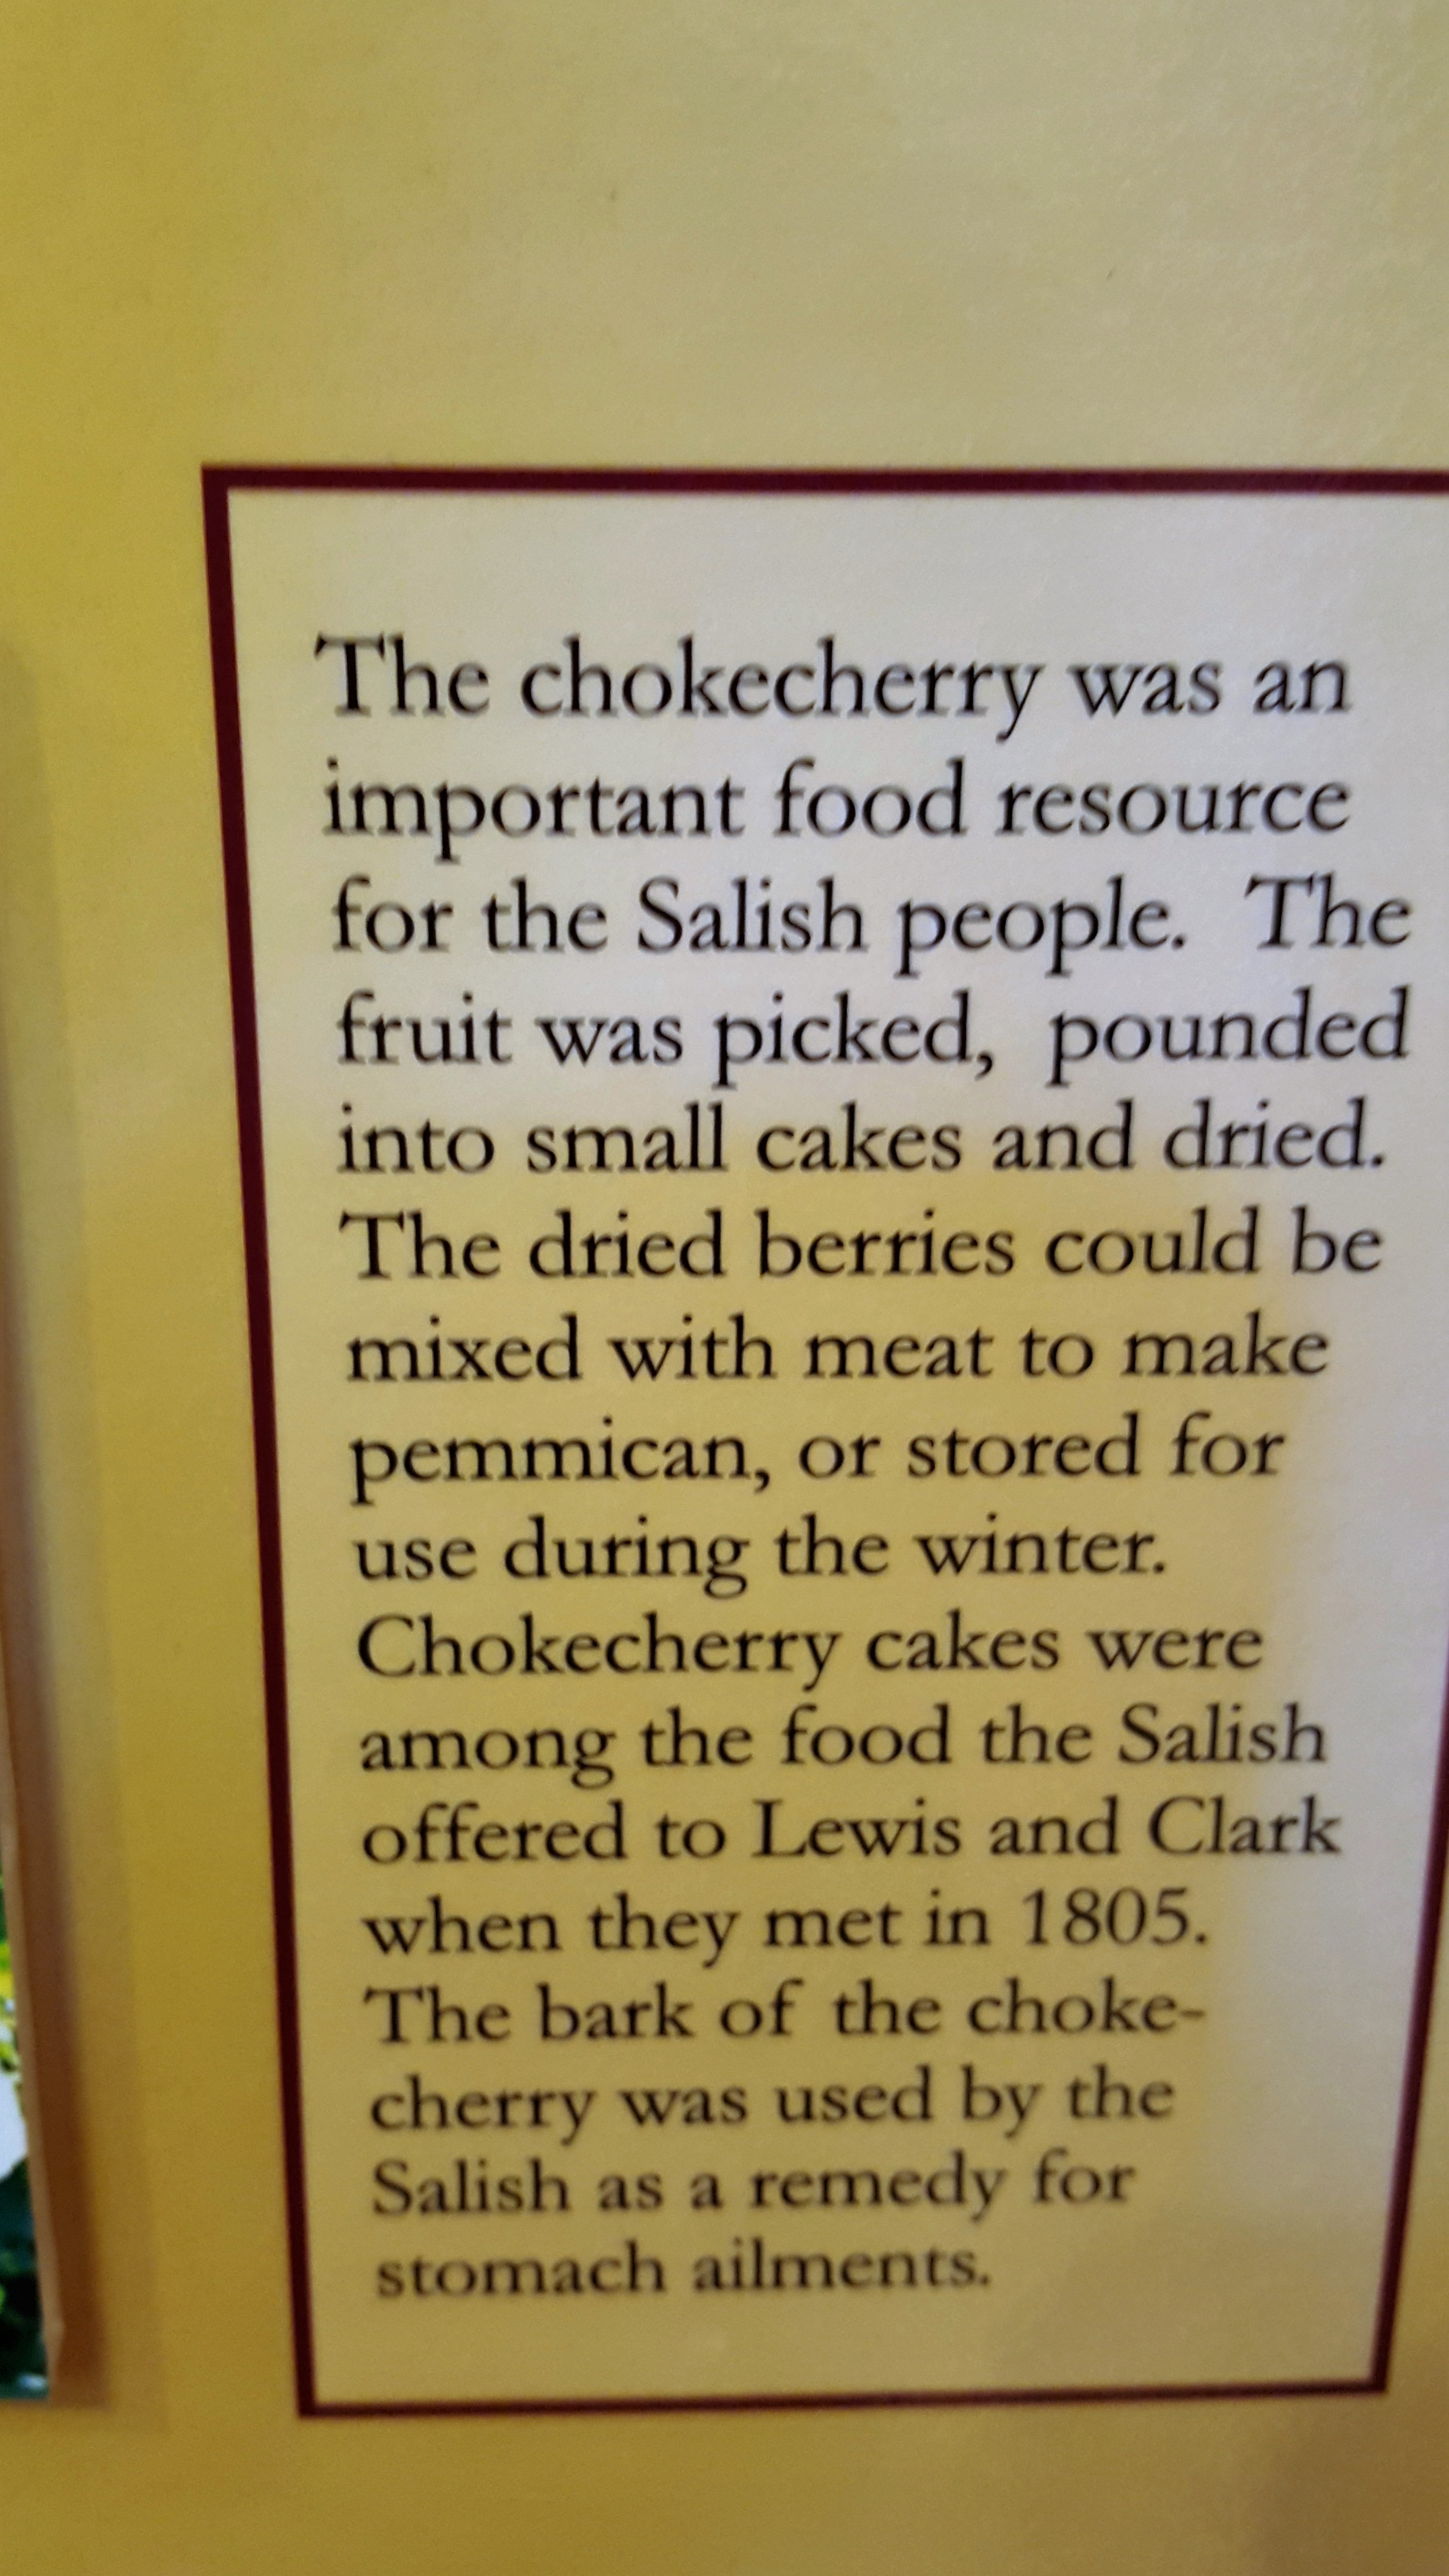 The chokecherry was an
important food resource
for the Salish people. The
fruit was picked, pounded
into small cakes and dried.
The dried berries could be
mixed with meat to make
pemmican, or stored for
use during the winter.
Chokecherry cakes were
among the food the Salish
offered to Lewis and Clark
when they met in 1805.
The bark of the choke-
cherry was used by the
Salish as a remedy for
stomach ailments.